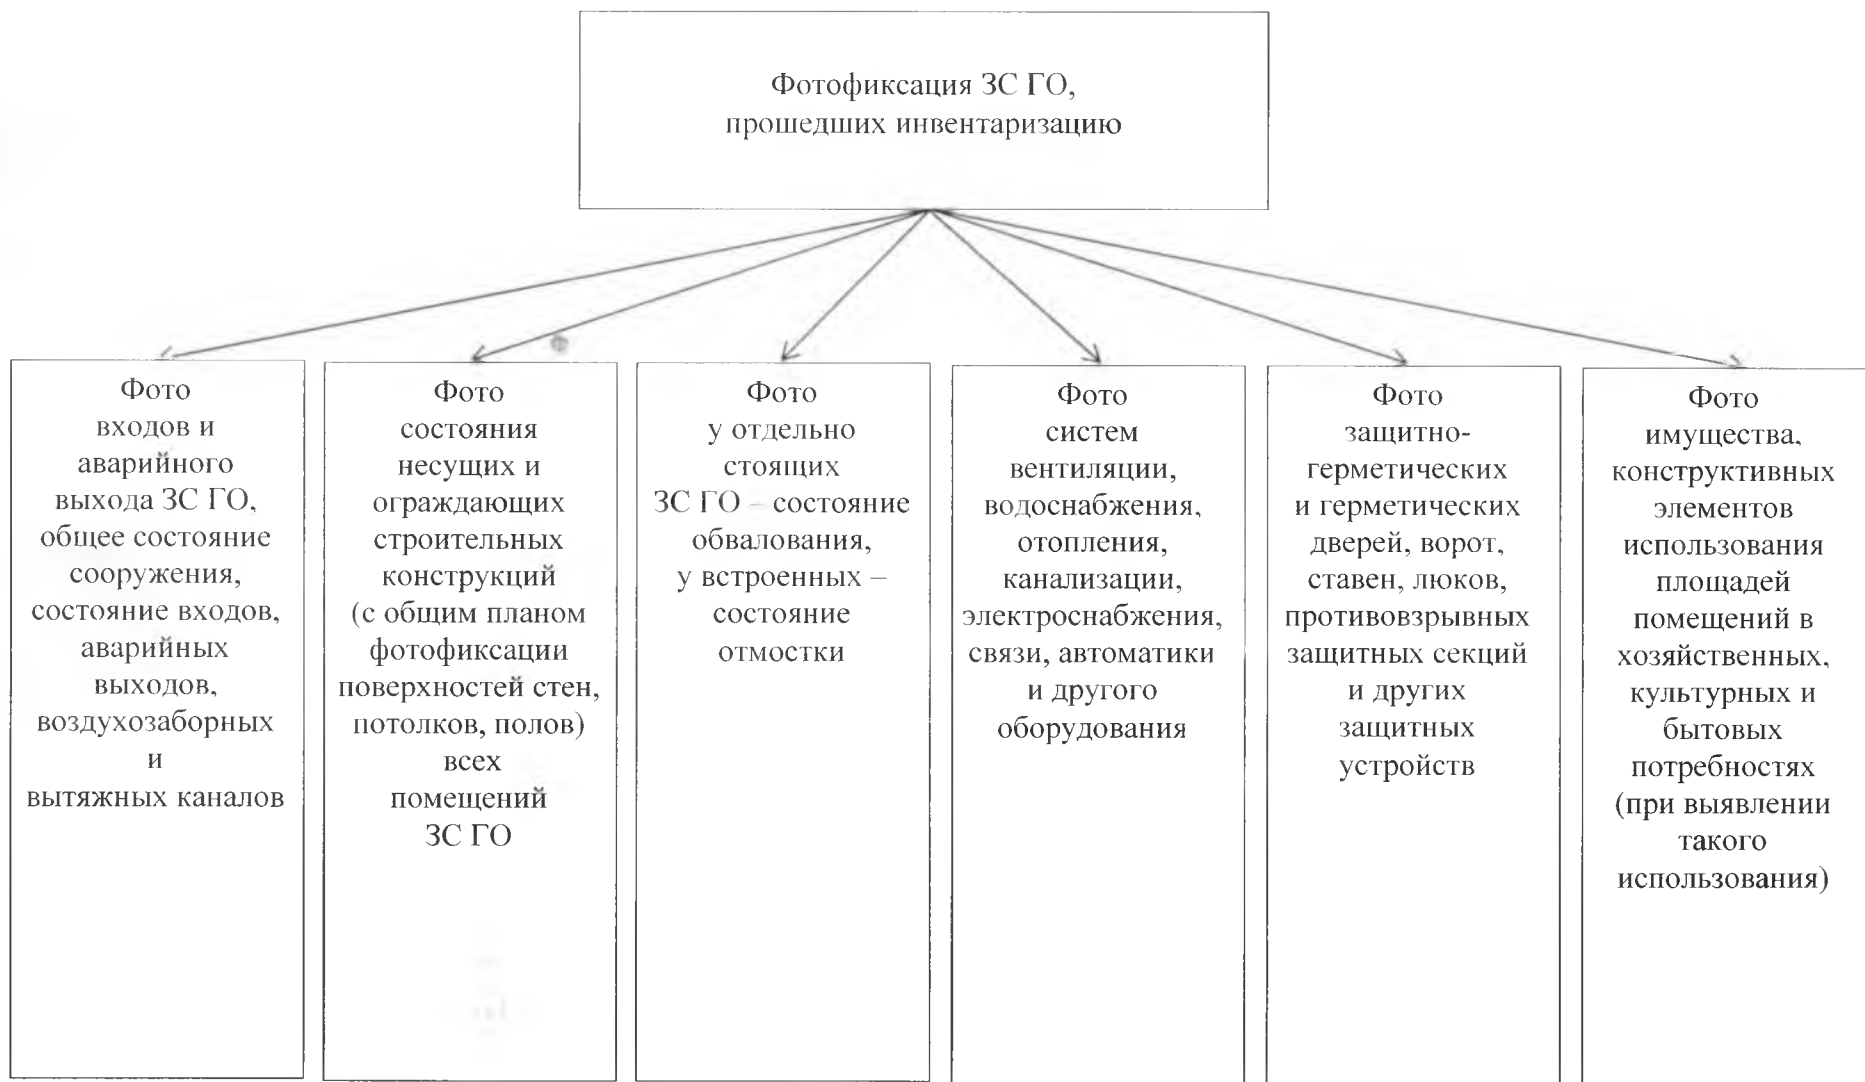 Фотофиксация ЗС ГО,
прошедших инвентаризацию
Фото
входов и
аварийного
выхода ЗС ГО,
общее состояние
сооружения,
состояние входов,
аварийных
выходов,
воздухозаборных
и
вытяжных каналов
Фото
состояния
несущих и
ограждающих
строительных
конструкций
(с общим планом
фотофиксации
поверхностей стен,
потолков, полов)
всех
помещений
ЗС ГО
Фото
у отдельно
стоящих
ЗС ГО – состояние
обвалования,
у встроенных –
состояние
отмостки
Фото
систем
вентиляции,
водоснабжения,
отопления,
канализации,
электроснабжения,
связи, автоматики
и другого
оборудования
Фото
защитно-
герметических
и герметических
дверей, ворот,
ставен, люков,
противовзрывных
защитных секций
и других
защитных
устройств
Фото
имущества,
конструктивных
элементов
использования
площадей
помещений в
хозяйственных,
культурных и
бытовых
потребностях
(при выявлении
такого
использования)